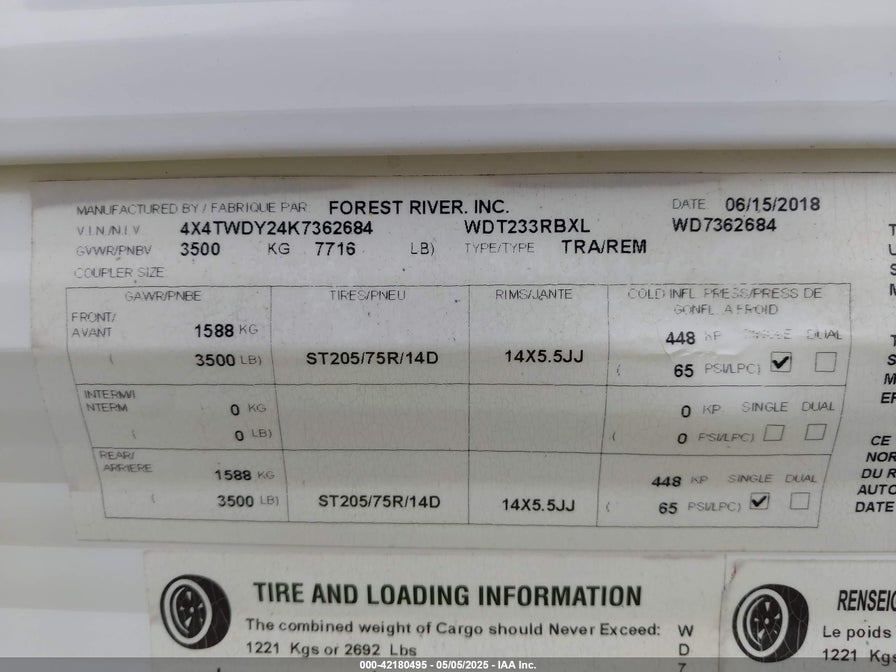 MANUFACTURED BY / FABRIQUE PAR FOREST RIVER. INC. DATE 06/15/2018
V.I.N/N.I.V 4X4TWDY24K7362684 WDT233RBXL WD7362684
GVWR/PNBV 3500 KG 7716 LB) TYPE/TYPE TRA/REM
COUPLER SIZE
GAWR/PNBE TIRES/PNEU RIMS/JANTE COLD INFL. PRESS/PRESS DE
GONFL. A FROID
FRONT/
AVANT 1588 KG 448 KP SINGLE DUAL
( 3500 LB) ST205/75R/14D 14X5.5JJ ( 65 PSI/LPC)
INTERM/I
NTERM 0 KG 0 KP SINGLE DUAL
( 0 LB) ( 0 PSI/LPC)
REAR/
ARRIERE 1588 KG 448 KP SINGLE DUAL
( 3500 LB) ST205/75R/14D 14X5.5JJ ( 65 PSI/LPC)
CE
NOR
DU R
AUTO
DATE
TIRE AND LOADING INFORMATION
The combined weight of Cargo should Never Exceed: W
1221 Kgs or 2692 Lbs D
RENSEIG
Le poids
1221 Kgs
000-42180495 - 05/05/2025 - IAA Inc.